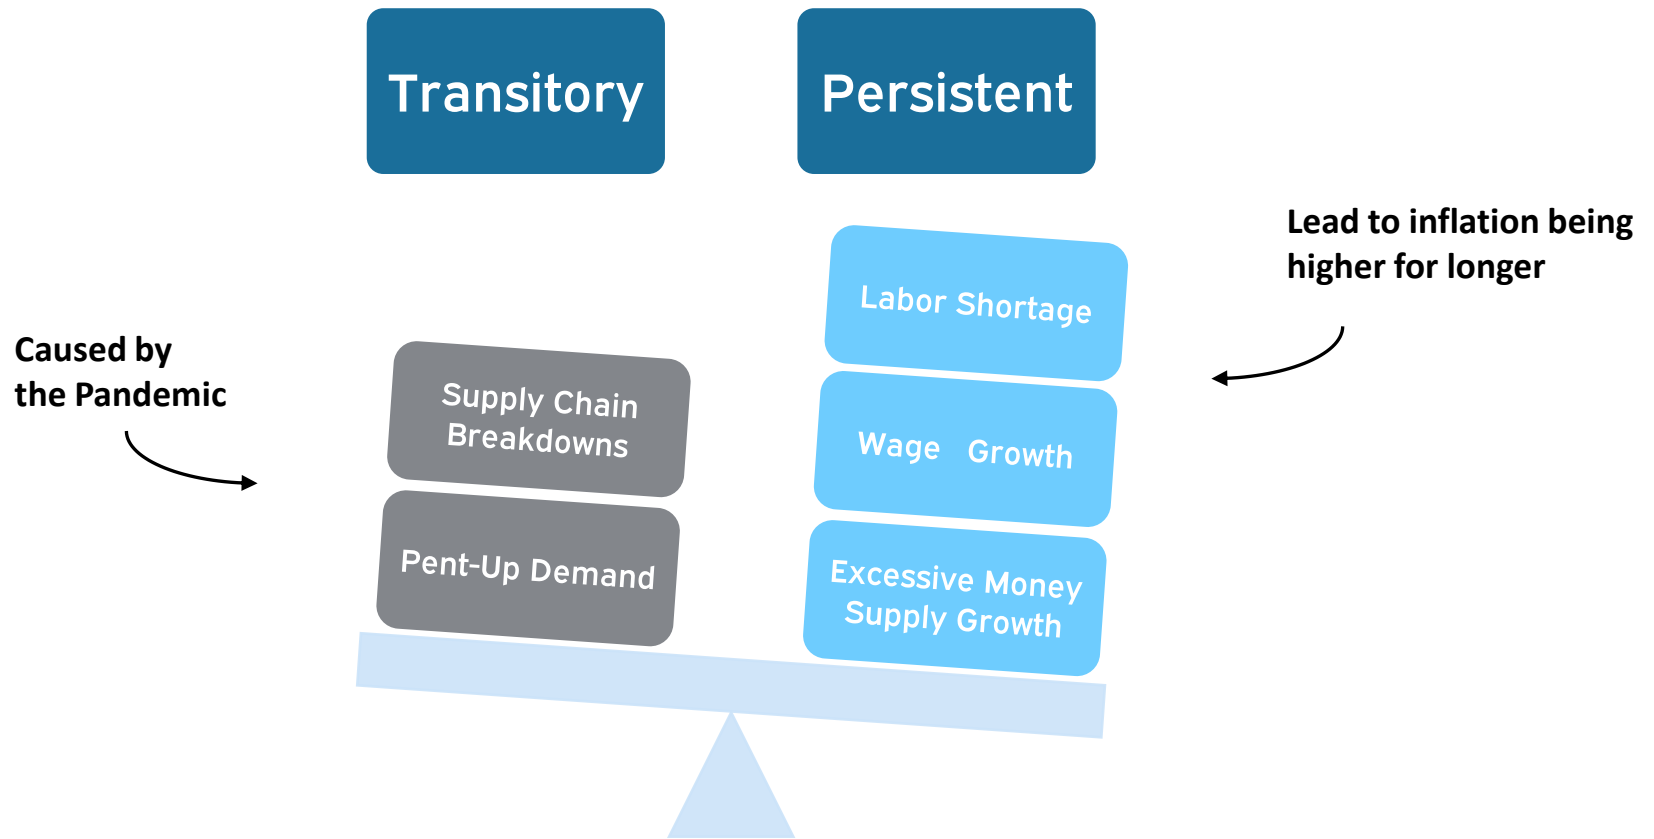 Transitory
Persistent
Lead to inflation being
higher for longer
Labor Shortage
Caused by
the Pandemic
Supply Chain
Breakdowns
Wage Growth
Pent-Up Demand
Excessive Money
Supply Growth